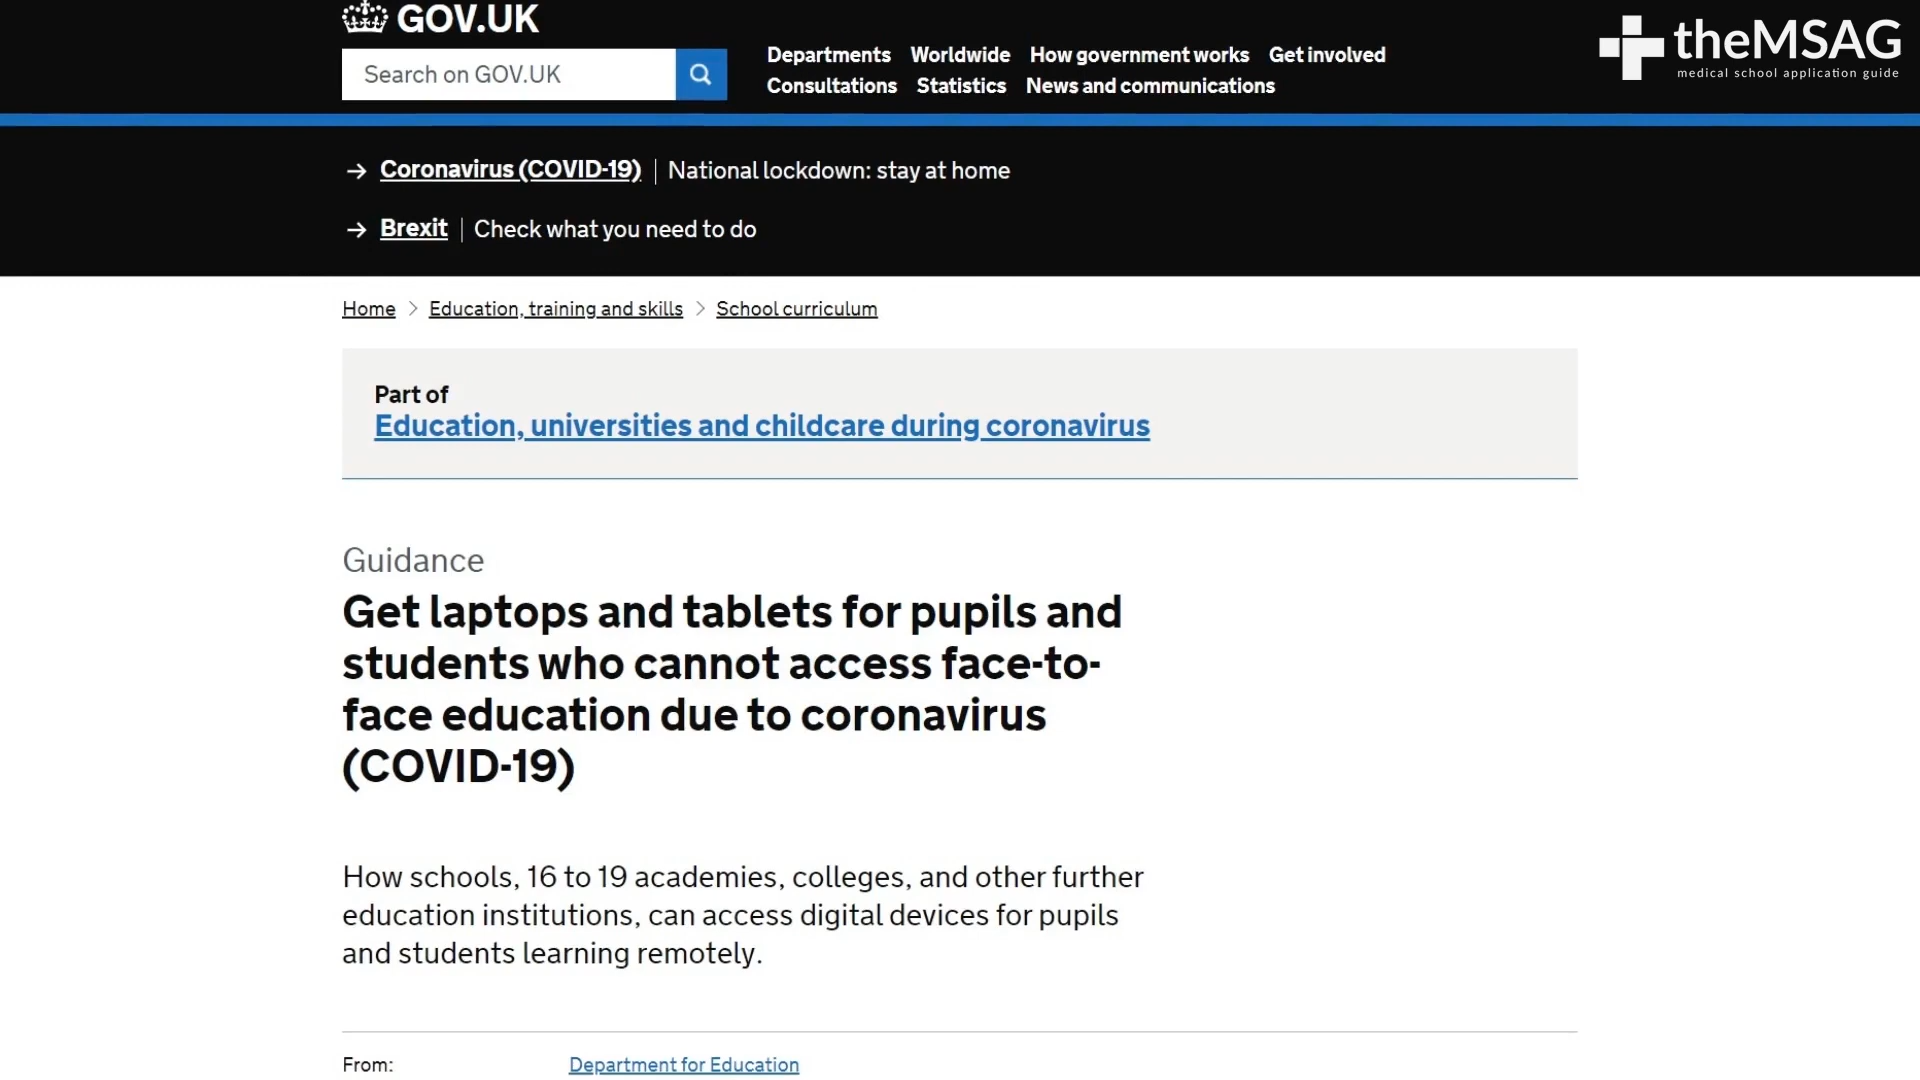 GOV.UK
Search on GOV.UK
Departments Worldwide How government works Get involved
Consultations Statistics News and communications
theMSAG
medical school application guide
→ Coronavirus (COVID-19) | National lockdown: stay at home
→ Brexit | Check what you need to do
Home > Education, training and skills > School curriculum
Part of
Education, universities and childcare during coronavirus
Guidance
Get laptops and tablets for pupils and
students who cannot access face-to-
face education due to coronavirus
(COVID-19)
How schools, 16 to 19 academies, colleges, and other further
education institutions, can access digital devices for pupils
and students learning remotely.
From: Department for Education